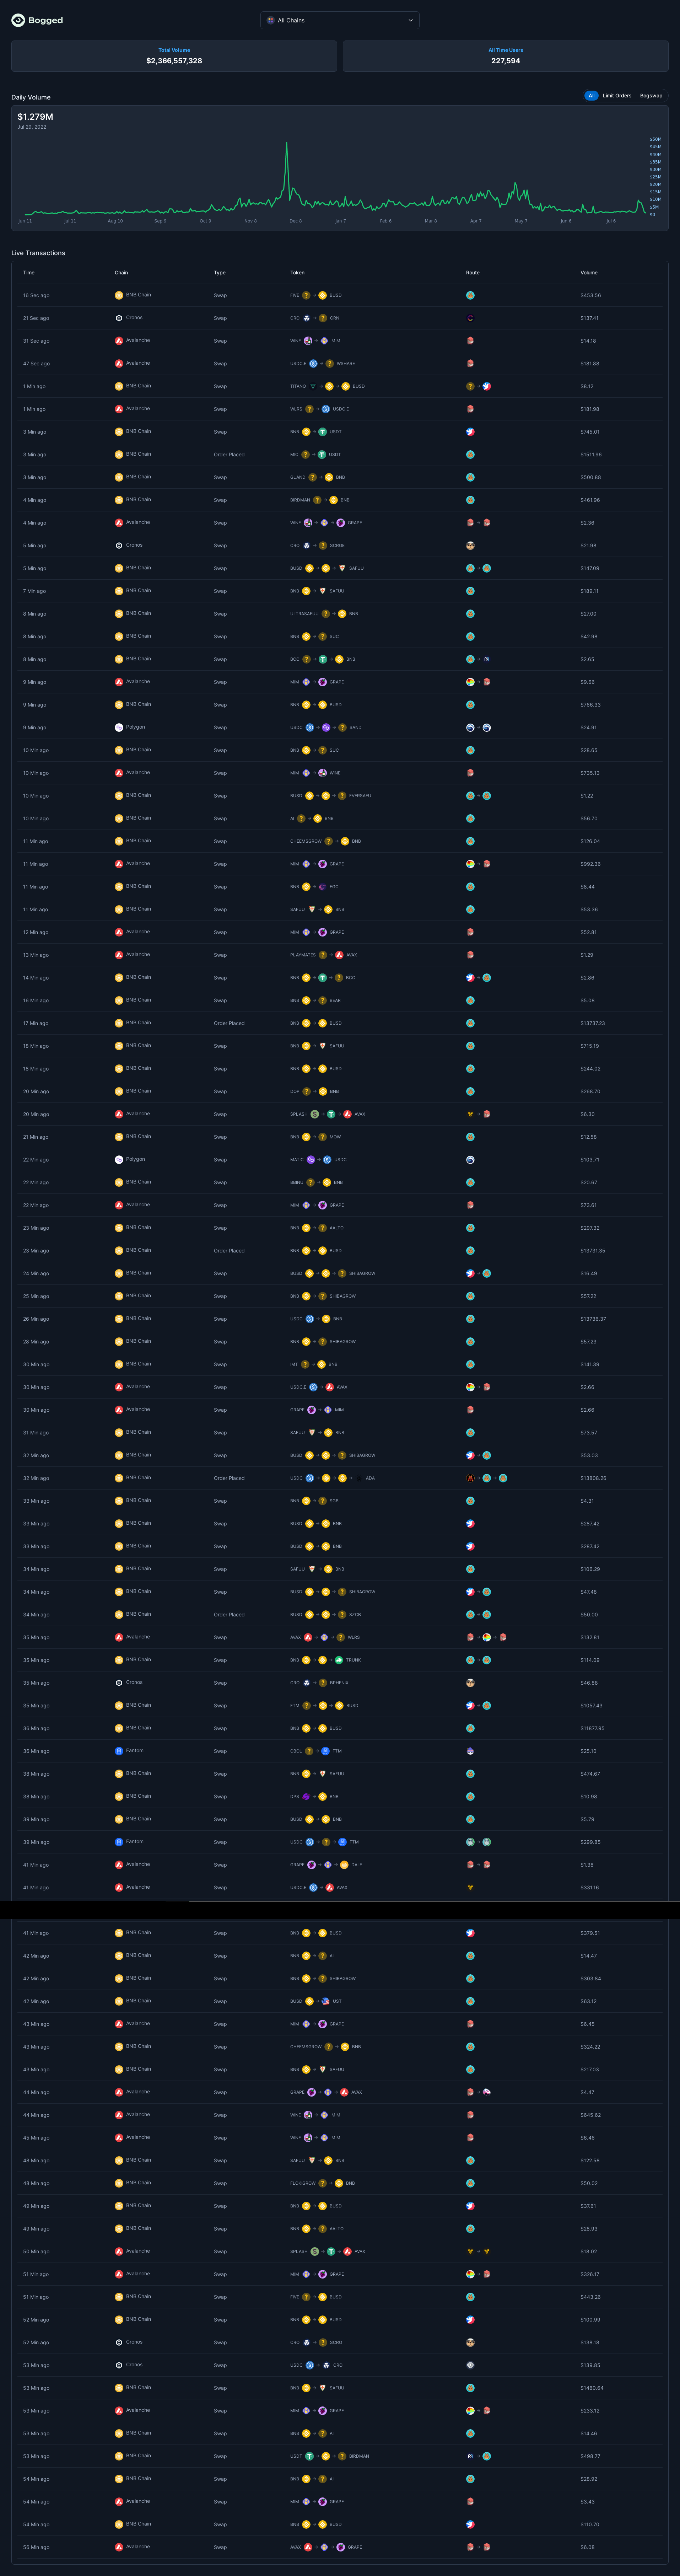 Bogged
All Chains
Total Volume
$2,366,557,328
All Time Users
227,594
Daily Volume
All Limit Orders Bogswap
$1.279M
Jul 29, 2022
$50M
$45M
$40M
$35M
$30M
$25M
$20M
$15M
$10M
$5M
$0
Jun 11 Jul 11 Aug 10 Sep 9 Oct 9 Nov 8 Dec 8 Jan 7 Feb 6 Mar 8 Apr 7 May 7 Jun 6 Jul 6
Live Transactions
Time Chain Type Token Route Volume
16 Sec ago BNB Chain Swap FIVE → BUSD $453.56
21 Sec ago Cronos Swap CRO → CRN $137.41
31 Sec ago Avalanche Swap WINE → MIM $14.18
47 Sec ago Avalanche Swap USDC.E → WSHARE $181.88
1 Min ago BNB Chain Swap TITANO → → BUSD → $8.12
1 Min ago Avalanche Swap WLRS → USDC.E $181.98
3 Min ago BNB Chain Swap BNB → USDT $745.01
3 Min ago BNB Chain Order Placed MIC → USDT $1511.96
3 Min ago BNB Chain Swap GLAND → BNB $500.88
4 Min ago BNB Chain Swap BIRDMAN → BNB $461.96
4 Min ago Avalanche Swap WINE → → GRAPE → $2.36
5 Min ago Cronos Swap CRO → SCROS $21.98
5 Min ago BNB Chain Swap BUSD → → SAFUU → $147.09
7 Min ago BNB Chain Swap BNB → SAFUU $189.11
8 Min ago BNB Chain Swap ULTRASAFUU → BNB $27.00
8 Min ago BNB Chain Swap BNB → SUC $42.98
8 Min ago BNB Chain Swap BCC → → BNB → $2.65
9 Min ago Avalanche Swap MIM → GRAPE → $9.66
9 Min ago BNB Chain Swap BNB → BUSD $766.33
9 Min ago Polygon Swap USDC → → SAND → $24.91
10 Min ago BNB Chain Swap BNB → SUC $28.65
10 Min ago Avalanche Swap MIM → WINE $735.13
10 Min ago BNB Chain Swap BUSD → → EVERSAFU → $1.22
10 Min ago BNB Chain Swap AI → BNB $56.70
11 Min ago BNB Chain Swap CHEEMSGROW → BNB $126.04
11 Min ago Avalanche Swap MIM → GRAPE → $992.36
11 Min ago BNB Chain Swap BNB → EGC $8.44
11 Min ago BNB Chain Swap SAFUU → BNB $53.36
12 Min ago Avalanche Swap MIM → GRAPE $52.81
13 Min ago Avalanche Swap PLAYMATES → AVAX $1.29
14 Min ago BNB Chain Swap BNB → → BCC → $2.86
16 Min ago BNB Chain Swap BNB → BEAR $5.08
17 Min ago BNB Chain Order Placed BNB → BUSD $13737.23
18 Min ago BNB Chain Swap BNB → SAFUU $715.19
19 Min ago BNB Chain Swap BNB → BUSD $244.02
20 Min ago BNB Chain Swap DOP → BNB $268.70
20 Min ago Avalanche Swap SPLASH → → AVAX → $6.30
21 Min ago BNB Chain Swap BNB → MOW $12.58
22 Min ago Polygon Swap MATIC → USDC $103.71
22 Min ago BNB Chain Swap BBINU → BNB $20.67
22 Min ago Avalanche Swap MIM → GRAPE $73.61
23 Min ago BNB Chain Swap BNB → AALTO $297.32
23 Min ago BNB Chain Order Placed BNB → BUSD $13731.35
24 Min ago BNB Chain Swap BUSD → → SHIBAGROW → $16.49
25 Min ago BNB Chain Swap BNB → SHIBAGROW $57.22
26 Min ago BNB Chain Swap USDC → BNB $13736.37
28 Min ago BNB Chain Swap BNB → SHIBAGROW $57.23
30 Min ago BNB Chain Swap INT → BNB $141.39
30 Min ago Avalanche Swap USDC.E → AVAX → $2.66
30 Min ago Avalanche Swap GRAPE → MIM $2.96
31 Min ago BNB Chain Swap SAFUU → BNB $73.57
32 Min ago BNB Chain Swap BUSD → → SHIBAGROW → $53.03
32 Min ago BNB Chain Order Placed USDC → → → ADA → → $13808.26
33 Min ago BNB Chain Swap BNB → $4.31
33 Min ago BNB Chain Swap BUSD → BNB $287.42
33 Min ago BNB Chain Swap BUSD → BNB $287.42
34 Min ago BNB Chain Swap SAFUU → BNB $106.29
34 Min ago BNB Chain Swap BUSD → → SHIBAGROW → $47.48
34 Min ago BNB Chain Order Placed BUSD → → S2CB → $50.00
35 Min ago Avalanche Swap AVAX → → WLRS → → $132.81
35 Min ago BNB Chain Swap BNB → → TRUNK → $114.09
35 Min ago Cronos Swap CRO → BPHENIX $46.88
35 Min ago BNB Chain Swap FTM → → BUSD → $1057.43
36 Min ago BNB Chain Swap BNB → BUSD $11877.95
36 Min ago Fantom Swap OBOL → FTM $25.10
38 Min ago BNB Chain Swap BNB → SAFUU $474.67
38 Min ago BNB Chain Swap DPS → BNB $10.98
39 Min ago BNB Chain Swap BUSD → BNB $5.79
39 Min ago Fantom Swap USDC → → FTM → $289.85
41 Min ago Avalanche Swap GRAPE → → DAI.E → $1.38
41 Min ago Avalanche Swap USDC.E → AVAX $331.16
41 Min ago BNB Chain Swap BNB → BUSD $379.51
42 Min ago BNB Chain Swap BNB → AI $14.47
42 Min ago BNB Chain Swap BNB → SHIBAGROW $303.84
42 Min ago BNB Chain Swap BUSD → UST $63.12
43 Min ago Avalanche Swap MIM → GRAPE $6.45
43 Min ago BNB Chain Swap CHEEMSGROW → BNB $324.22
43 Min ago BNB Chain Swap BNB → SAFUU $217.03
44 Min ago Avalanche Swap GRAPE → → AVAX → $4.47
44 Min ago Avalanche Swap WINE → MIM $645.62
45 Min ago Avalanche Swap WINE → MIM $6.46
48 Min ago BNB Chain Swap SAFUU → BNB $122.58
48 Min ago BNB Chain Swap FLOKIGROW → BNB $50.02
49 Min ago BNB Chain Swap BNB → BUSD $37.61
49 Min ago BNB Chain Swap BNB → AALTO $28.93
50 Min ago Avalanche Swap SPLASH → → AVAX → $18.02
51 Min ago Avalanche Swap MIM → GRAPE → $326.17
51 Min ago BNB Chain Swap FIVE → BUSD $443.26
52 Min ago BNB Chain Swap BNB → BUSD $100.99
52 Min ago Cronos Swap CRO → SCRO $138.18
53 Min ago Cronos Swap USDC → CRO $139.85
53 Min ago BNB Chain Swap BNB → SAFUU $1480.64
53 Min ago Avalanche Swap MIM → GRAPE → $233.12
53 Min ago BNB Chain Swap BNB → AI $14.46
53 Min ago BNB Chain Swap USDT → → BIRDMAN → $498.77
54 Min ago BNB Chain Swap BNB → AI $28.92
54 Min ago Avalanche Swap MIM → GRAPE $3.43
54 Min ago BNB Chain Swap BNB → BUSD $110.70
56 Min ago Avalanche Swap AVAX → → GRAPE → $6.08